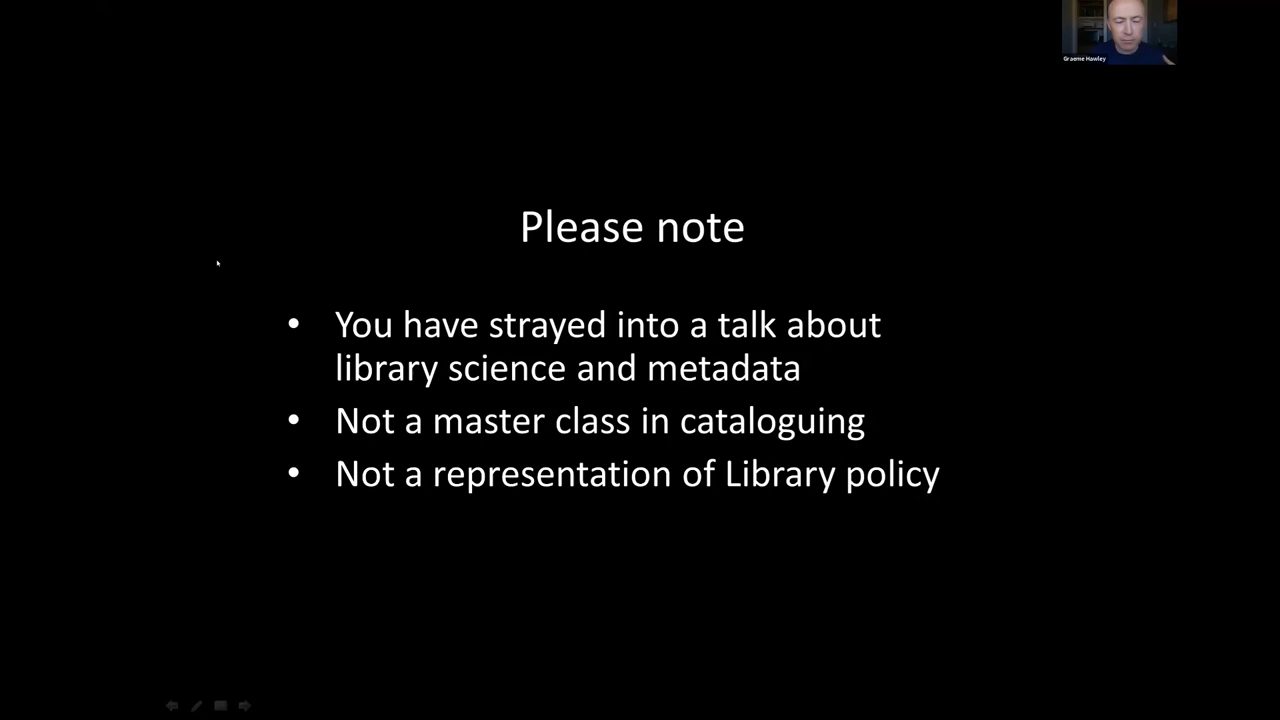 Graeme Hawley
Please note
• You have strayed into a talk about
library science and metadata
• Not a master class in cataloguing
• Not a representation of Library policy